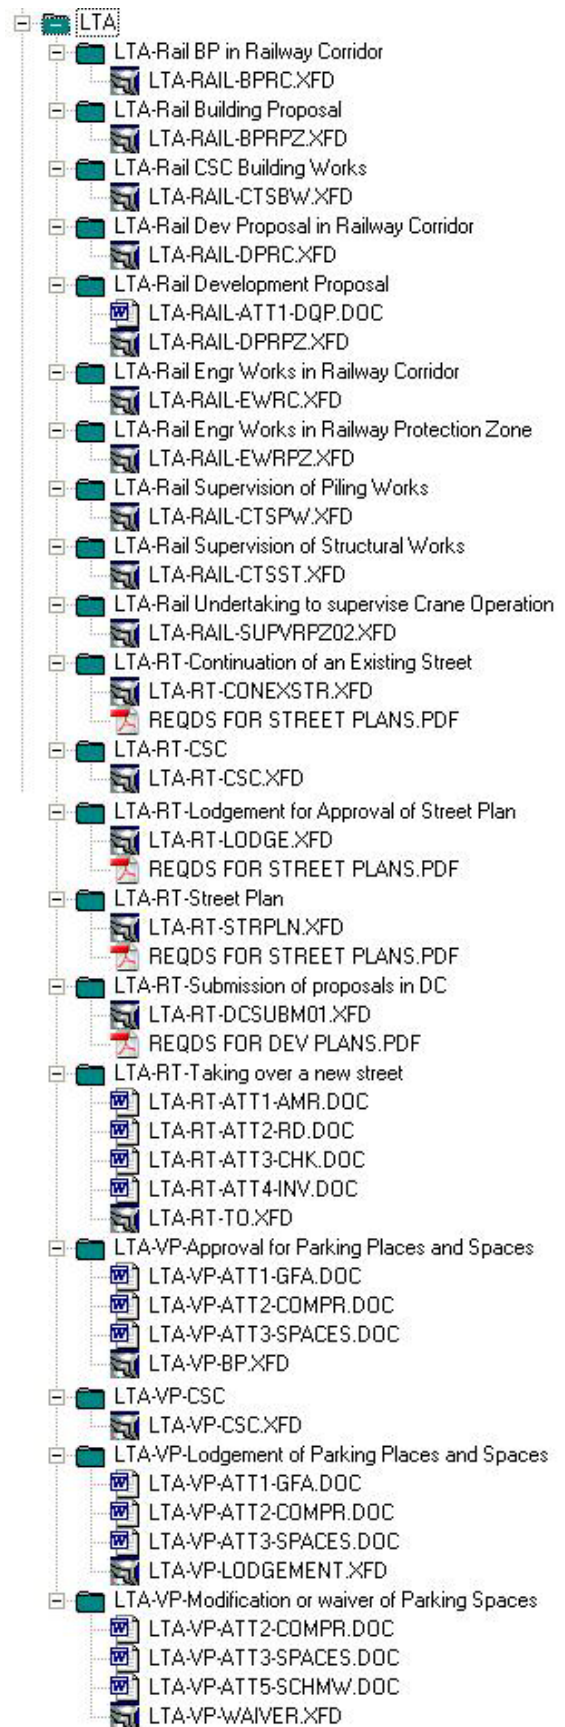 LTA
LTA-Rail BP in Railway Corridor
LTA-RAIL-BPRC.XFD
LTA-Rail Building Proposal
LTA-RAIL-BPRPZ.XFD
LTA-Rail CSC Building Works
LTA-RAIL-CTSBW.XFD
LTA-Rail Dev Proposal in Railway Corridor
LTA-RAIL-DPRC.XFD
LTA-Rail Development Proposal
LTA-RAIL-ATT1-DQP.DOC
LTA-RAIL-DPRPZ.XFD
LTA-Rail Engr Works in Railway Corridor
LTA-RAIL-EWRC.XFD
LTA-Rail Engr Works in Railway Protection Zone
LTA-RAIL-EWRPZ.XFD
LTA-Rail Supervision of Piling Works
LTA-RAIL-CTSPW.XFD
LTA-Rail Supervision of Structural Works
LTA-RAIL-CTSST.XFD
LTA-Rail Undertaking to supervise Crane Operation
LTA-RAIL-SUPVRPZ02.XFD
LTA-RT-Continuation of an Existing Street
LTA-RT-CONEXSTR.XFD
REQDS FOR STREET PLANS.PDF
LTA-RT-CSC
LTA-RT-CSC.XFD
LTA-RT-Lodgement for Approval of Street Plan
LTA-RT-LODGE.XFD
REQDS FOR STREET PLANS.PDF
LTA-RT-Street Plan
LTA-RT-STRPLN.XFD
REQDS FOR STREET PLANS.PDF
LTA-RT-Submission of proposals in DC
LTA-RT-DCSUBM01.XFD
REQDS FOR DEV PLANS.PDF
LTA-RT-Taking over a new street
LTA-RT-ATT1-AMR.DOC
LTA-RT-ATT2-RD.DOC
LTA-RT-ATT3-CHK.DOC
LTA-RT-ATT4-INV.DOC
LTA-RT-TO.XFD
LTA-VP-Approval for Parking Places and Spaces
LTA-VP-ATT1-GFA.DOC
LTA-VP-ATT2-COMPR.DOC
LTA-VP-ATT3-SPACES.DOC
LTA-VP-BP.XFD
LTA-VP-CSC
LTA-VP-CSC.XFD
LTA-VP-Lodgement of Parking Places and Spaces
LTA-VP-ATT1-GFA.DOC
LTA-VP-ATT2-COMPR.DOC
LTA-VP-ATT3-SPACES.DOC
LTA-VP-LODGEMENT.XFD
LTA-VP-Modification or waiver of Parking Spaces
LTA-VP-ATT2-COMPR.DOC
LTA-VP-ATT3-SPACES.DOC
LTA-VP-ATT5-SCHMW.DOC
LTA-VP-WAIVER.XFD